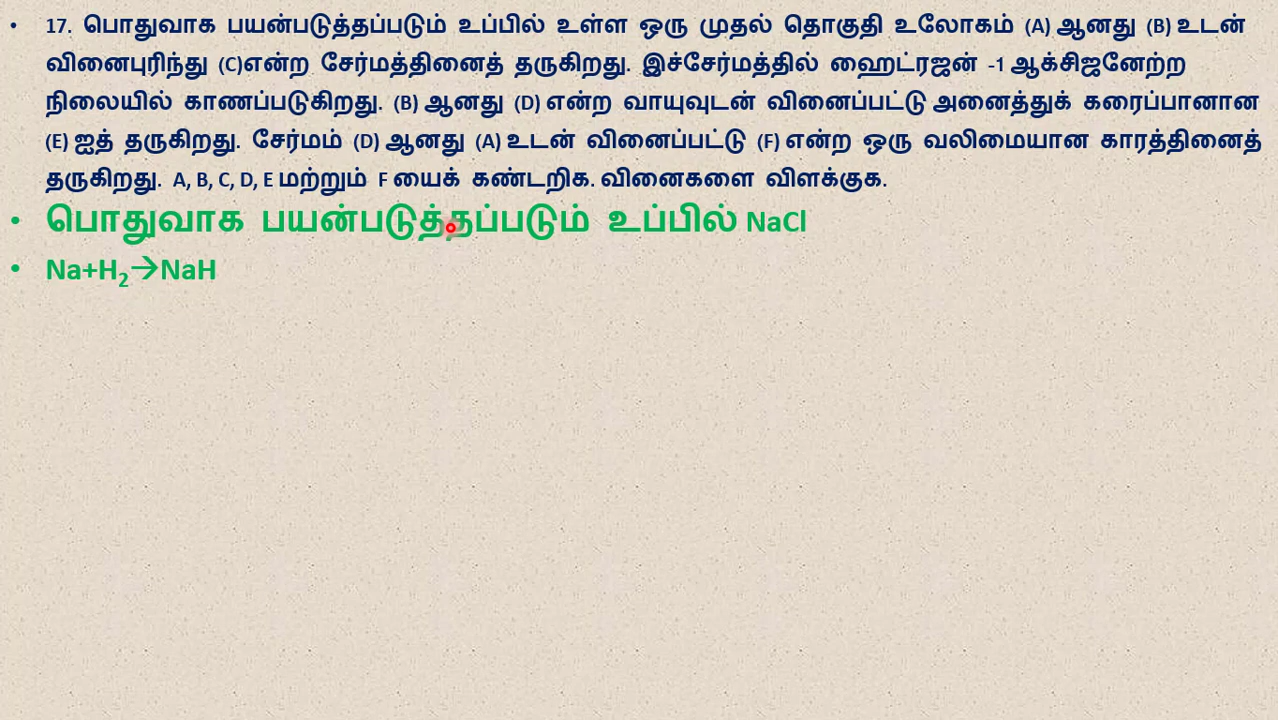 • 17. பொதுவாக பயன்படுத்தப்படும் உப்பில் உள்ள ஒரு முதல் தொகுதி உலோகம் (A) ஆனது (B) உடன்
வினைபுரிந்து (C)என்ற சேர்மத்தினைத் தருகிறது. இச்சேர்மத்தில் ஹைட்ரஜன் -1 ஆக்சிஜனேற்ற
நிலையில் காணப்படுகிறது. (B) ஆனது (D) என்ற வாயுவுடன் வினைப்பட்டு அனைத்துக் கரைப்பானான
(E) ஐத் தருகிறது. சேர்மம் (D) ஆனது (A) உடன் வினைப்பட்டு (F) என்ற ஒரு வலிமையான காரத்தினைத்
தருகிறது. A, B, C, D, E மற்றும் F யைக் கண்டறிக. வினைகளை விளக்குக.
• பொதுவாக பயன்படுத்தப்படும் உப்பில் NaCl
• Na+H₂→NaH